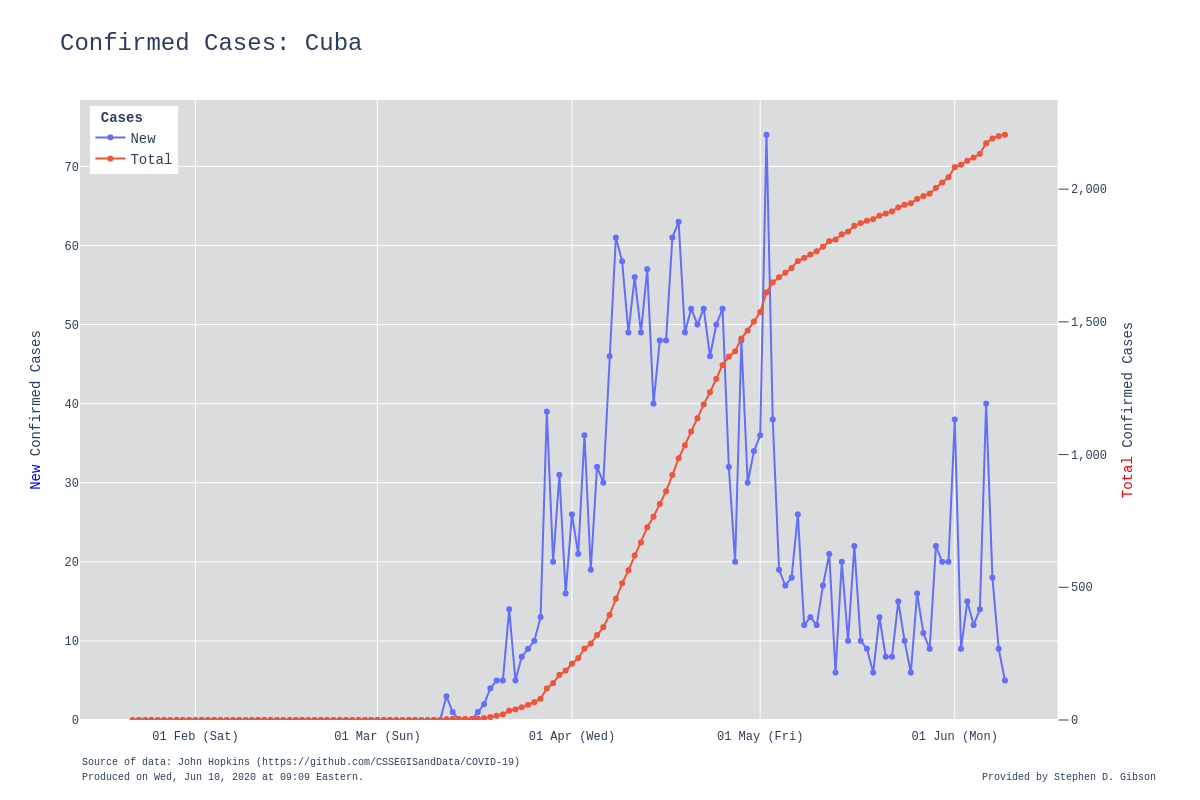 Confirmed Cases: Cuba
Cases
New
Total
70
60
50
40
30
20
10
0
New Confirmed Cases
2,000
1,500
1,000
500
0
Total Confirmed Cases
01 Feb (Sat)
01 Mar (Sun)
01 Apr (Wed)
01 May (Fri)
01 Jun (Mon)
Source of data: John Hopkins (https://github.com/CSSEGISandData/COVID-19)
Produced on Wed, Jun 10, 2020 at 09:09 Eastern.
Provided by Stephen D. Gibson